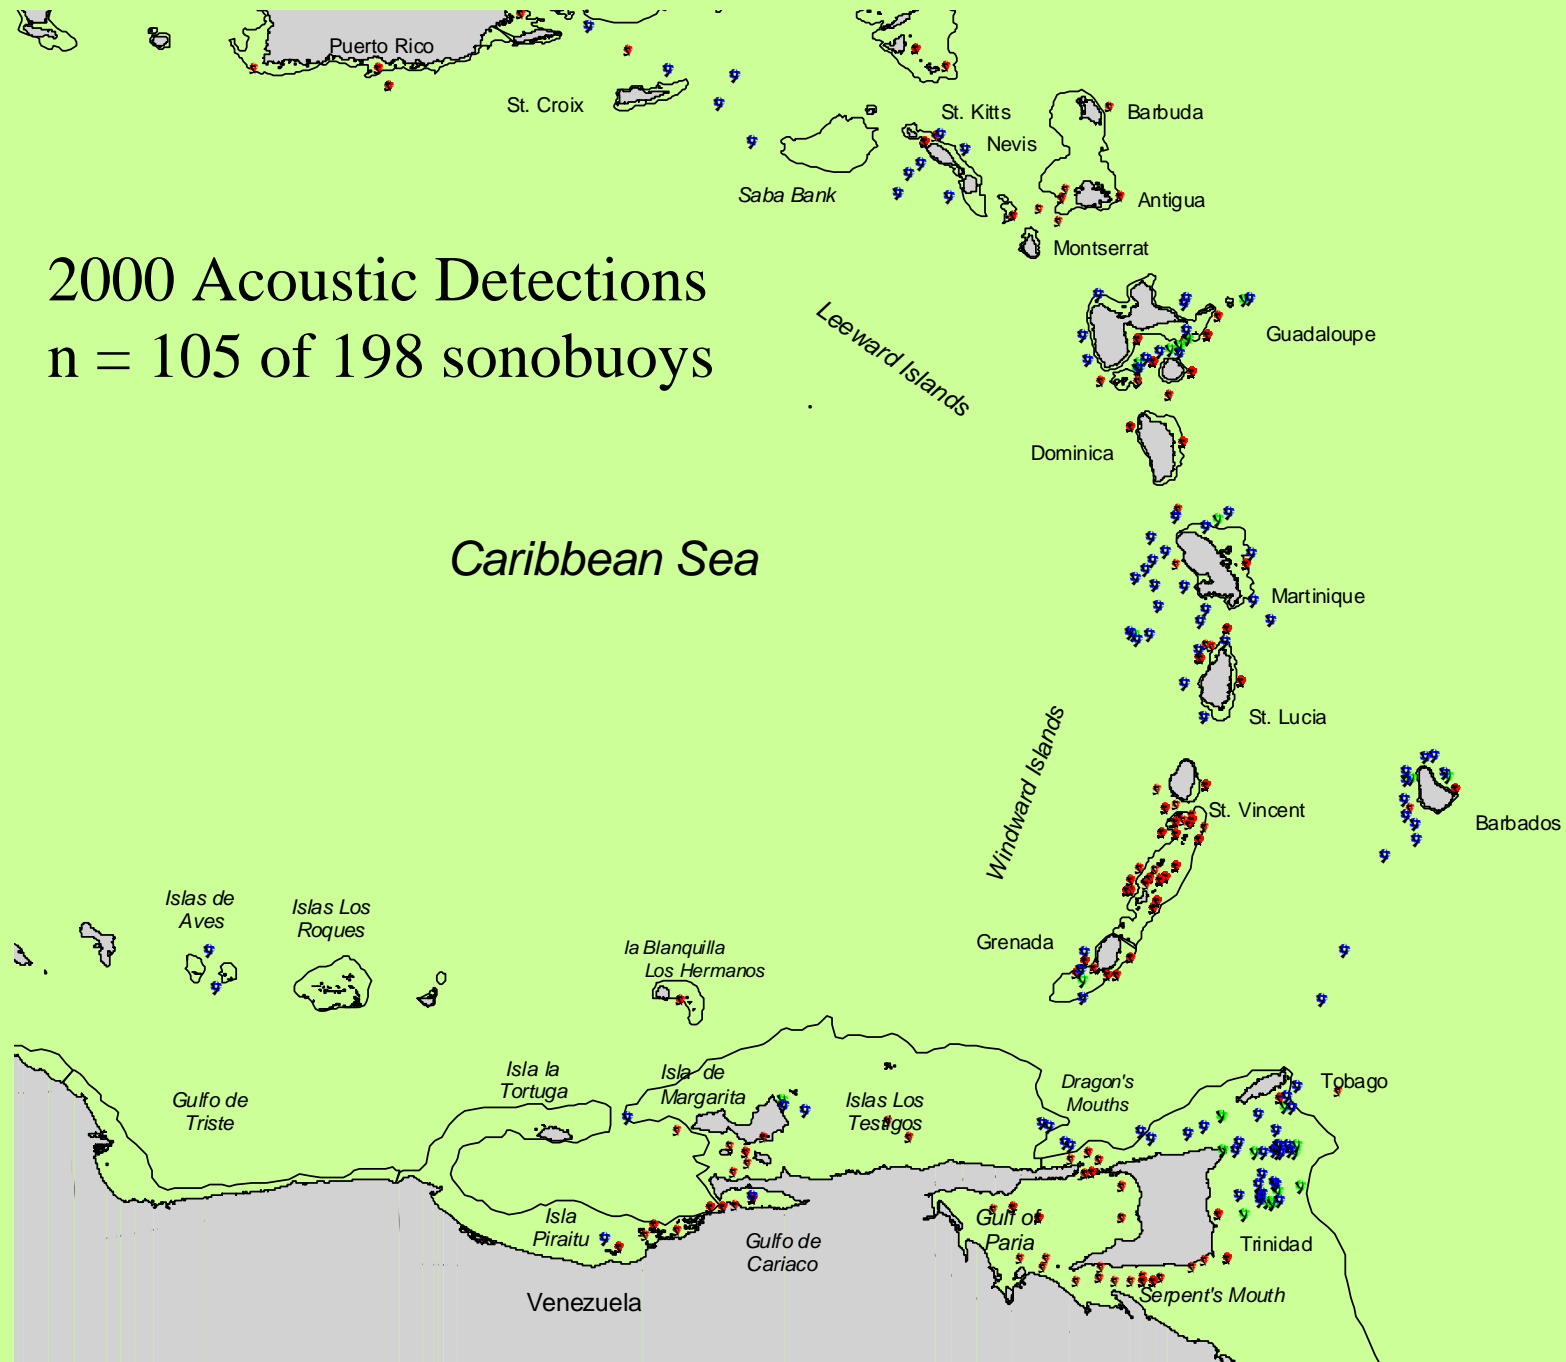 Puerto Rico
St. Croix
St. Kitts
Nevis
Barbuda
Saba Bank
Antigua
Montserrat
2000 Acoustic Detections
n = 105 of 198 sonobuoys
Leeward Islands
Guadaloupe
Dominica
Caribbean Sea
Martinique
St. Lucia
Windward Islands
St. Vincent
Barbados
Islas de
Aves
Islas Los
Roques
la Blanquilla
Los Hermanos
Grenada
Gulfo de
Triste
Isla la
Tortuga
Isla de
Margarita
Islas Los
Testigos
Dragon's
Mouths
Tobago
Isla
Piraitu
Gulfo de
Cariaco
Gulf of
Paria
Trinidad
Serpent's Mouth
Venezuela